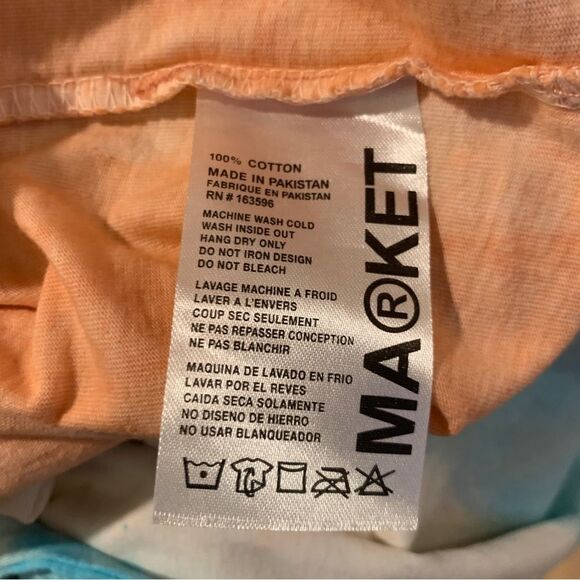 100% COTTON
MADE IN PAKISTAN
FABRIQUE EN PAKISTAN
RN # 163596
MACHINE WASH COLD
WASH INSIDE OUT
HANG DRY ONLY
DO NOT IRON DESIGN
DO NOT BLEACH
LAVAGE MACHINE A FROID
LAVER A L'ENVERS
COUP SEC SEULEMENT
NE PAS REPASSER CONCEPTION
NE PAS BLANCHIR
MAQUINA DE LAVADO EN FRIO
LAVAR POR EL REVES
CAIDA SECA SOLAMENTE
NO DISENO DE HIERRO
NO USAR BLANQUEADOR
MA®KET